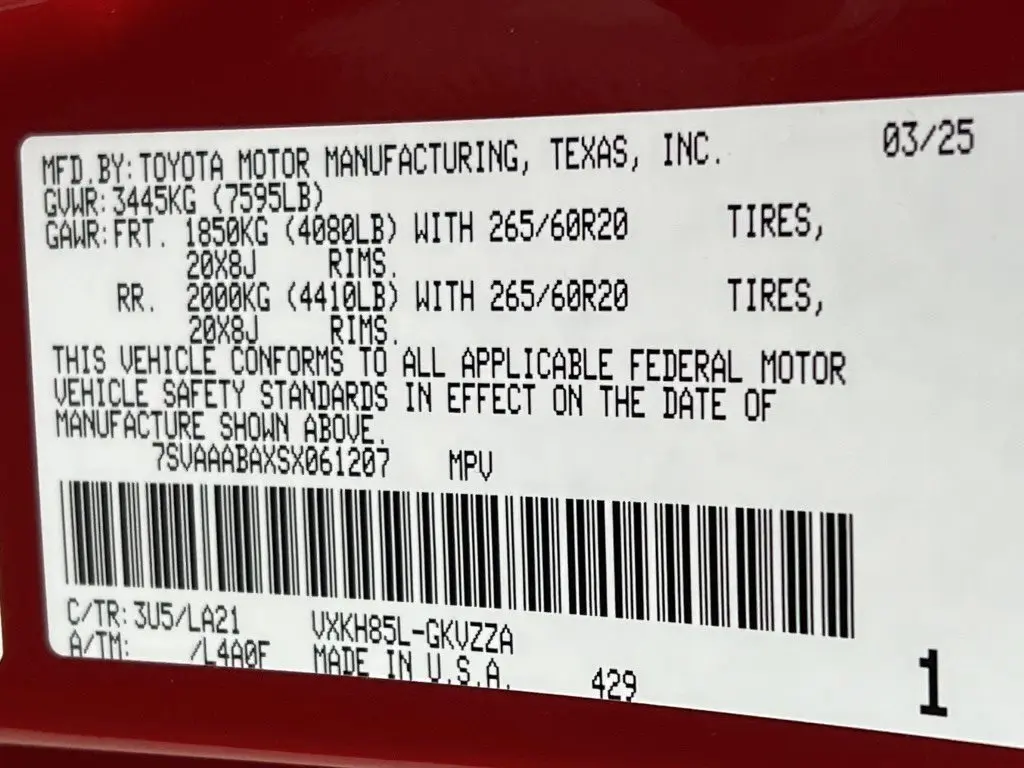 MFD.BY: TOYOTA MOTOR MANUFACTURING, TEXAS, INC. 03/25
GVWR: 3445KG (7595LB)
GAWR: FRT. 1850KG (4080LB) WITH 265/60R20 TIRES,
20X8J RIMS.
RR. 2000KG (4410LB) WITH 265/60R20 TIRES,
20X8J RIMS.
THIS VEHICLE CONFORMS TO ALL APPLICABLE FEDERAL MOTOR
VEHICLE SAFETY STANDARDS IN EFFECT ON THE DATE OF
MANUFACTURE SHOWN ABOVE.
7SVAAABAXSX061207 MPV
C/TR: 3U5/LA21 VXKH85L-GKVZZA
A/TM: /L4A0F MADE IN U.S.A. 429 1